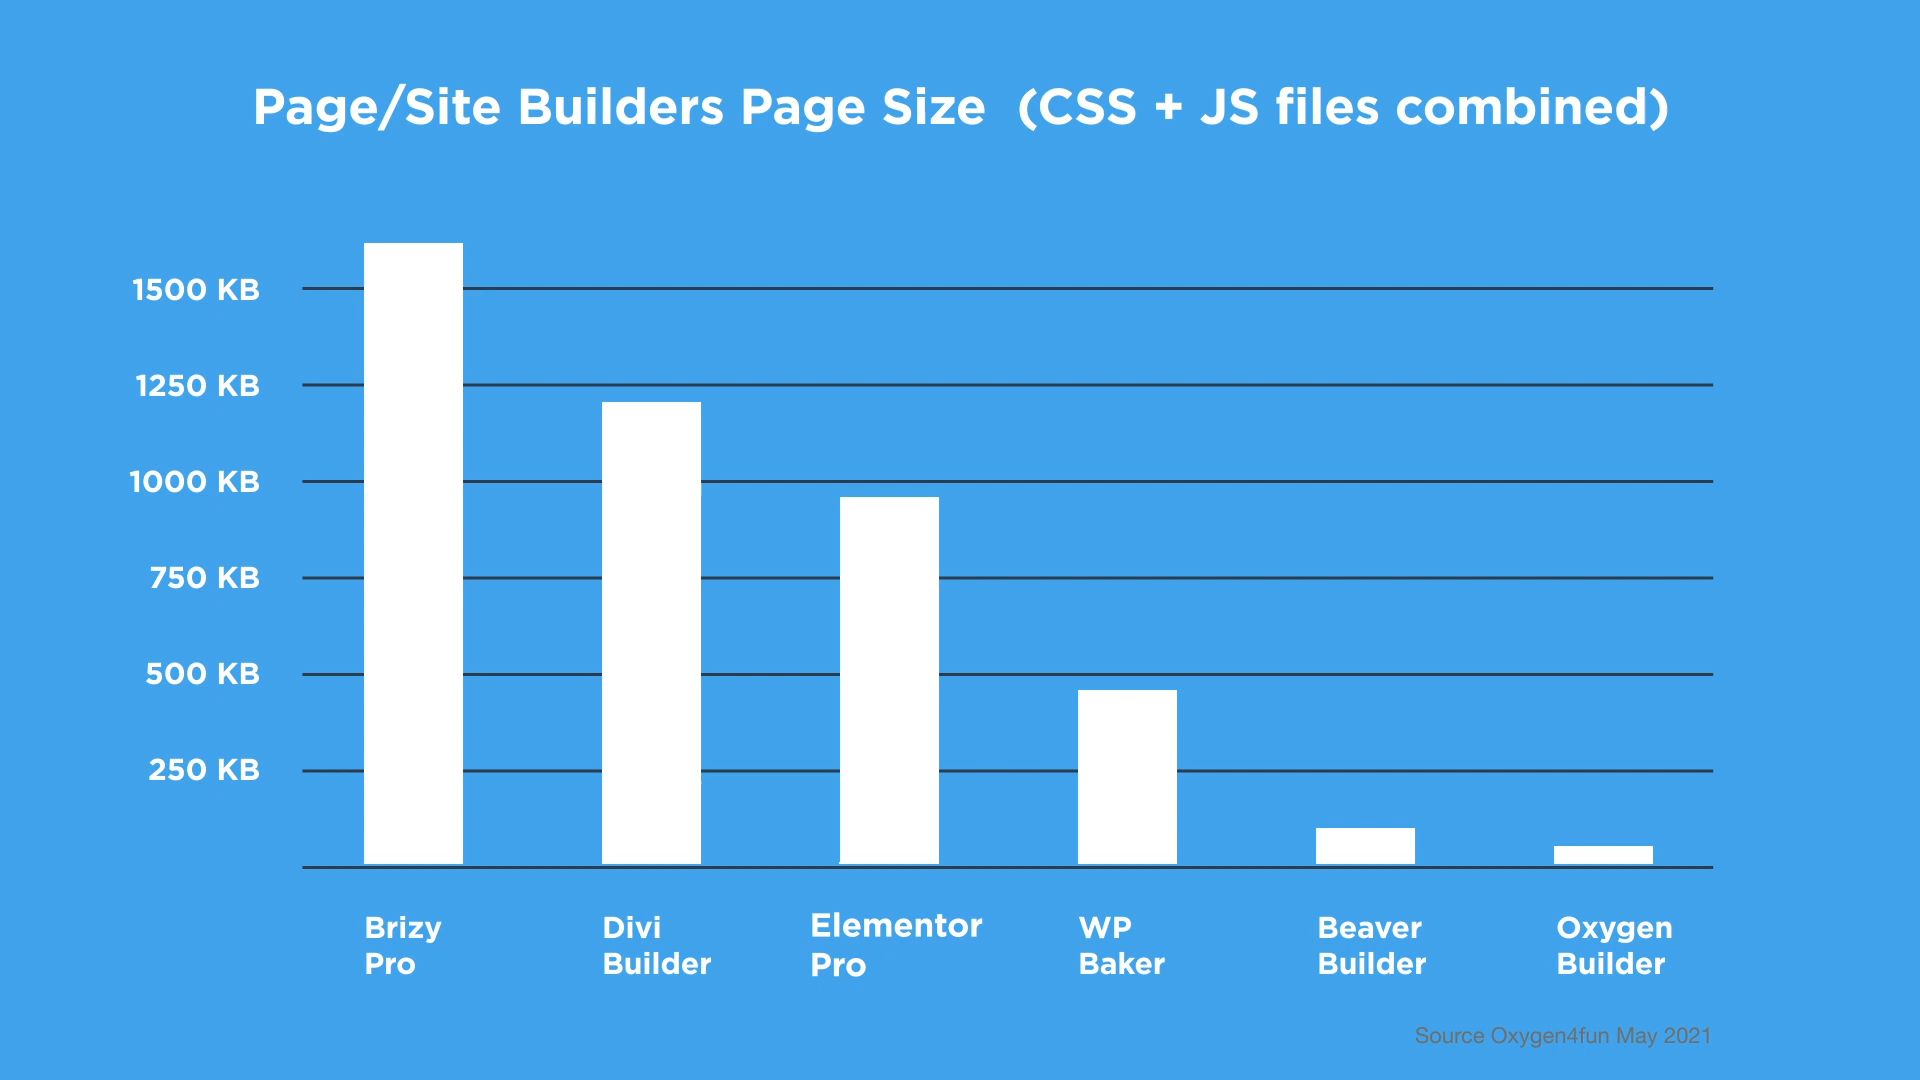 Page/Site Builders Page Size (CSS + JS files combined)
1500 KB
1250 KB
1000 KB
750 KB
500 KB
250 KB
Brizy
Pro
Divi
Builder
Elementor
Pro
WP
Baker
Beaver
Builder
Oxygen
Builder
Source Oxygen4fun May 2021